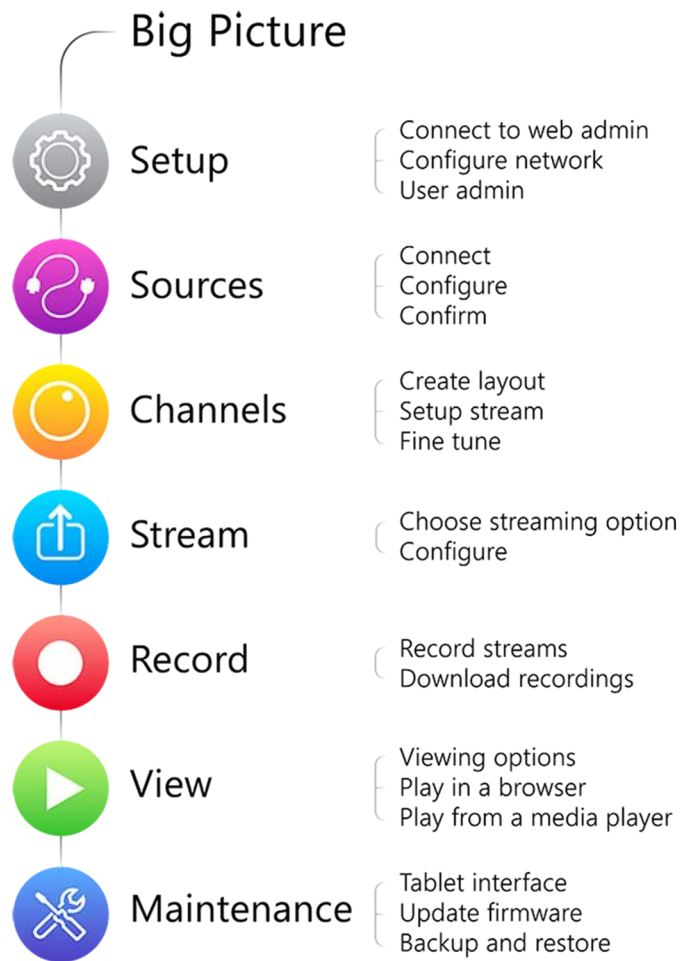 Big Picture
Setup
Connect to web admin
Configure network
User admin
Sources
Connect
Configure
Confirm
Channels
Create layout
Setup stream
Fine tune
Stream
Choose streaming option
Configure
Record
Record streams
Download recordings
View
Viewing options
Play in a browser
Play from a media player
Maintenance
Tablet interface
Update firmware
Backup and restore